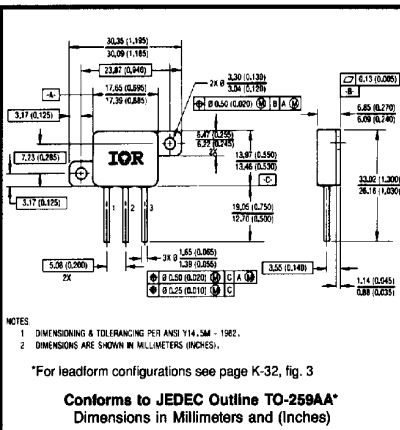 30,35 (1,195)
30,09 (1,185)
23,87 (0,940)
-A-
17,65 (0,695)
17,39 (0,685)
2X Ø 3,30 (0,130)
3,04 (0,120)
⌖ Ø 0,50 (0,020) Ⓜ B A Ⓜ
⏥ 0,13 (0,005)
-B-
3,17 (0,125)
6,85 (0,270)
6,09 (0,240)
6,47 (0,255)
6,22 (0,245)
2X
IOR
7,23 (0,285)
13,97 (0,550)
13,46 (0,530)
-C-
33,02 (1,300)
26,16 (1,030)
3,17 (0,125)
1 2 3
19,05 (0,750)
12,70 (0,500)
5,08 (0,200)
2X
3X Ø 1,65 (0,065)
1,39 (0,055)
⌖ Ø 0,50 (0,020) Ⓜ C A Ⓜ
⌖ Ø 0,25 (0,010) Ⓜ C
3,55 (0,140)
1,14 (0,045)
0,88 (0,035)
NOTES
1 DIMENSIONING & TOLERANCING PER ANSI Y14.5M - 1982.
2 DIMENSIONS ARE SHOWN IN MILLIMETERS (INCHES).
*For leadform configurations see page K-32, fig. 3
Conforms to JEDEC Outline TO-259AA*
Dimensions in Millimeters and (Inches)